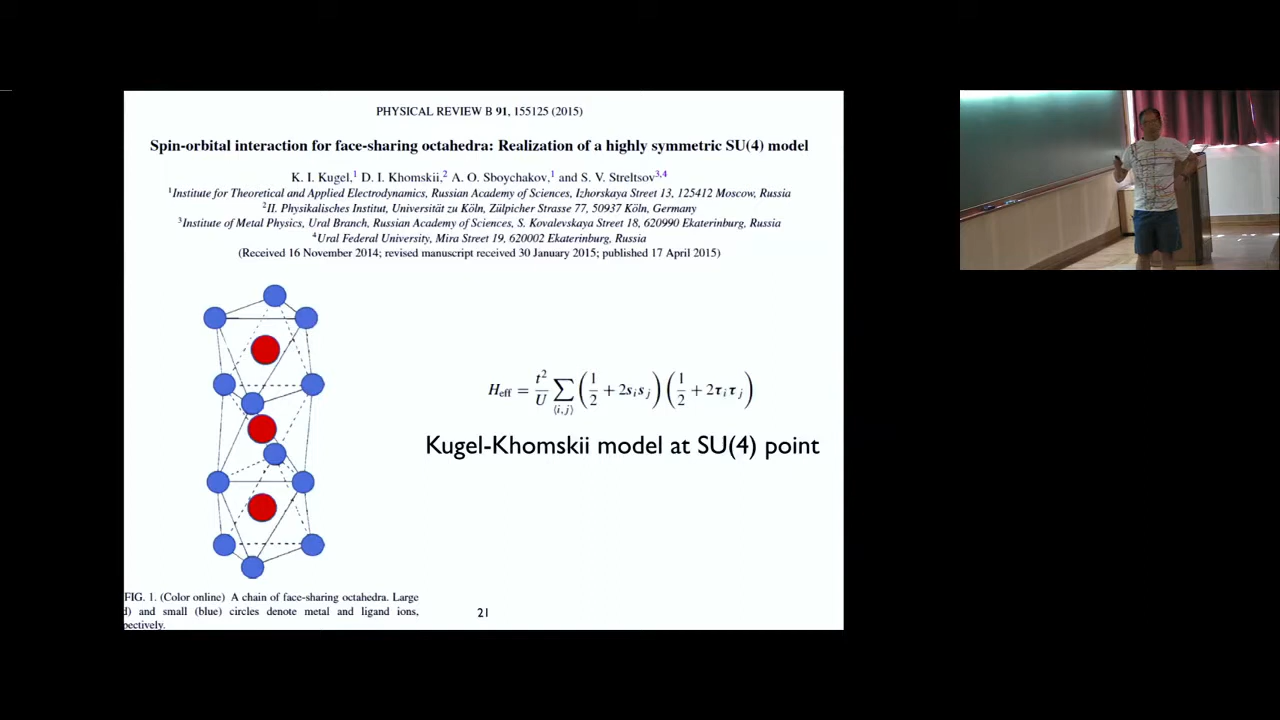 PHYSICAL REVIEW B 91, 155125 (2015)
Spin-orbital interaction for face-sharing octahedra: Realization of a highly symmetric SU(4) model
K. I. Kugel,¹ D. I. Khomskii,² A. O. Sboychakov,¹ and S. V. Streltsov³,⁴
¹Institute for Theoretical and Applied Electrodynamics, Russian Academy of Sciences, Izhorskaya Street 13, 125412 Moscow, Russia
²II. Physikalisches Institut, Universität zu Köln, Zülpicher Strasse 77, 50937 Köln, Germany
³Institute of Metal Physics, Ural Branch, Russian Academy of Sciences, S. Kovalevskaya Street 18, 620990 Ekaterinburg, Russia
⁴Ural Federal University, Mira Street 19, 620002 Ekaterinburg, Russia
(Received 16 November 2014; revised manuscript received 30 January 2015; published 17 April 2015)
H_eff = t²/U ∑_⟨i,j⟩ (1/2 + 2s_i s_j) (1/2 + 2τ_i τ_j)
Kugel-Khomskii model at SU(4) point
FIG. 1. (Color online) A chain of face-sharing octahedra. Large
d) and small (blue) circles denote metal and ligand ions,
pectively.
21